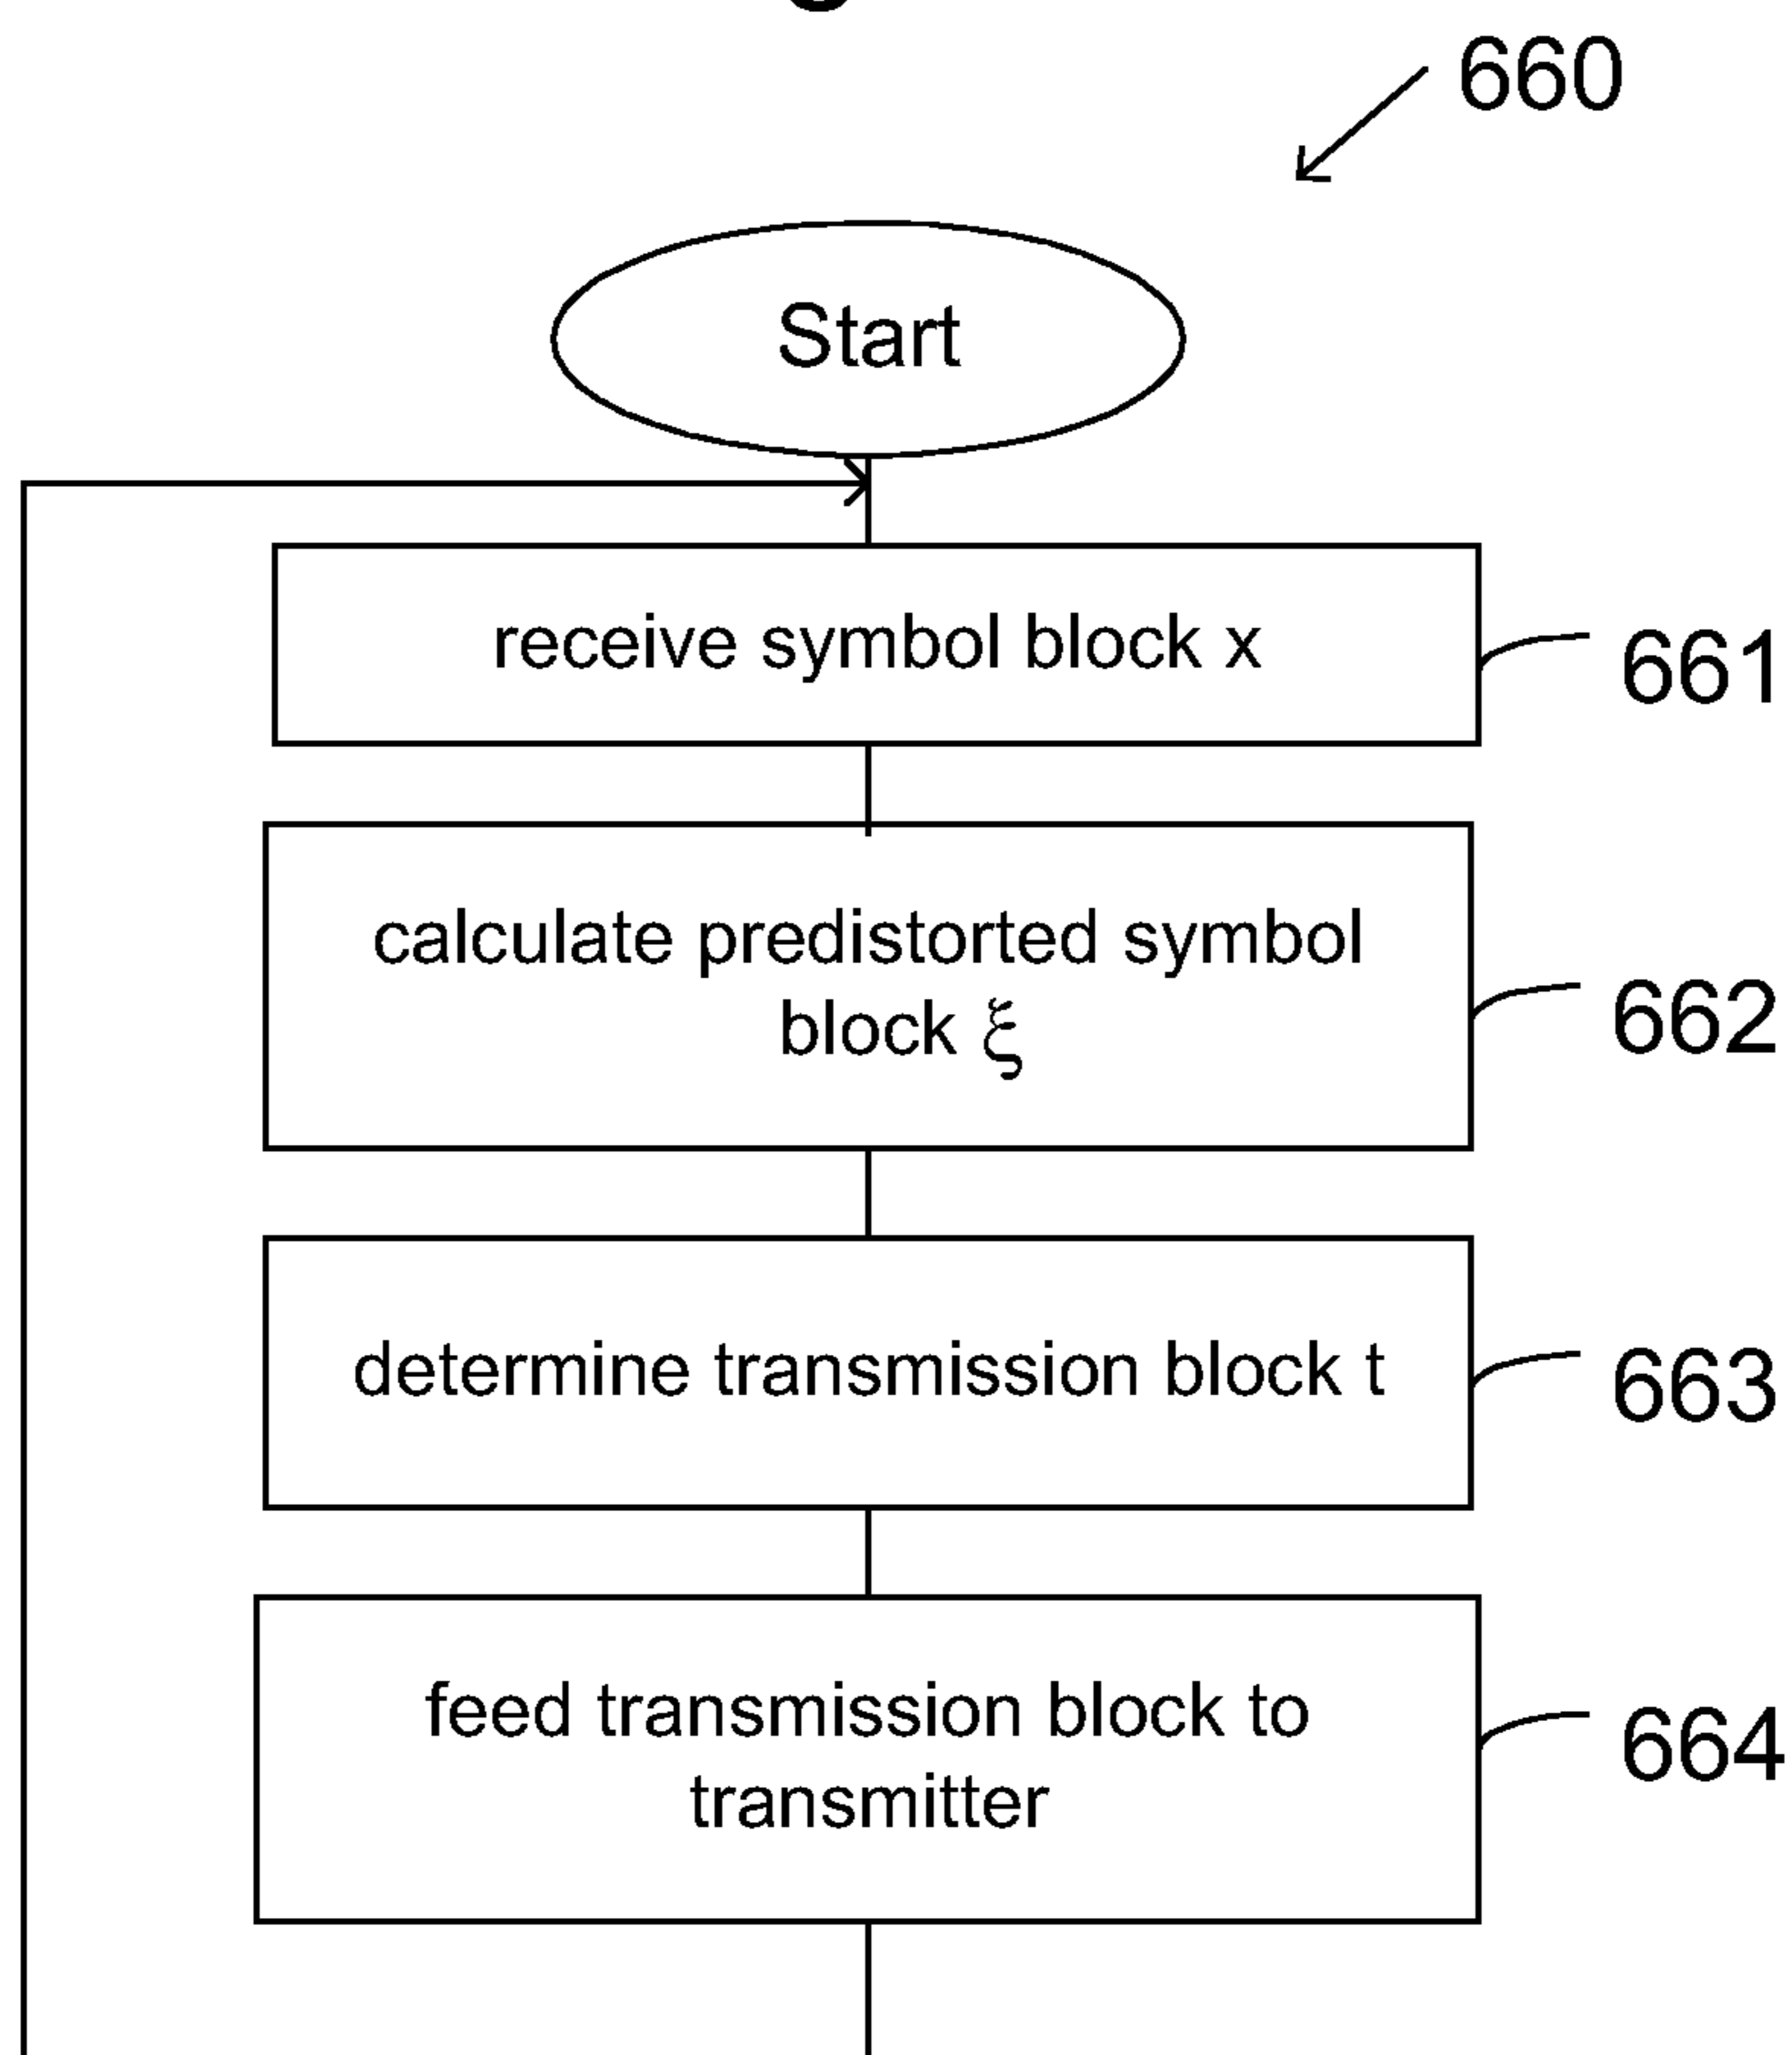 660
Start
receive symbol block x
661
calculate predistorted symbol
block ξ
662
determine transmission block t
663
feed transmission block to
transmitter
664